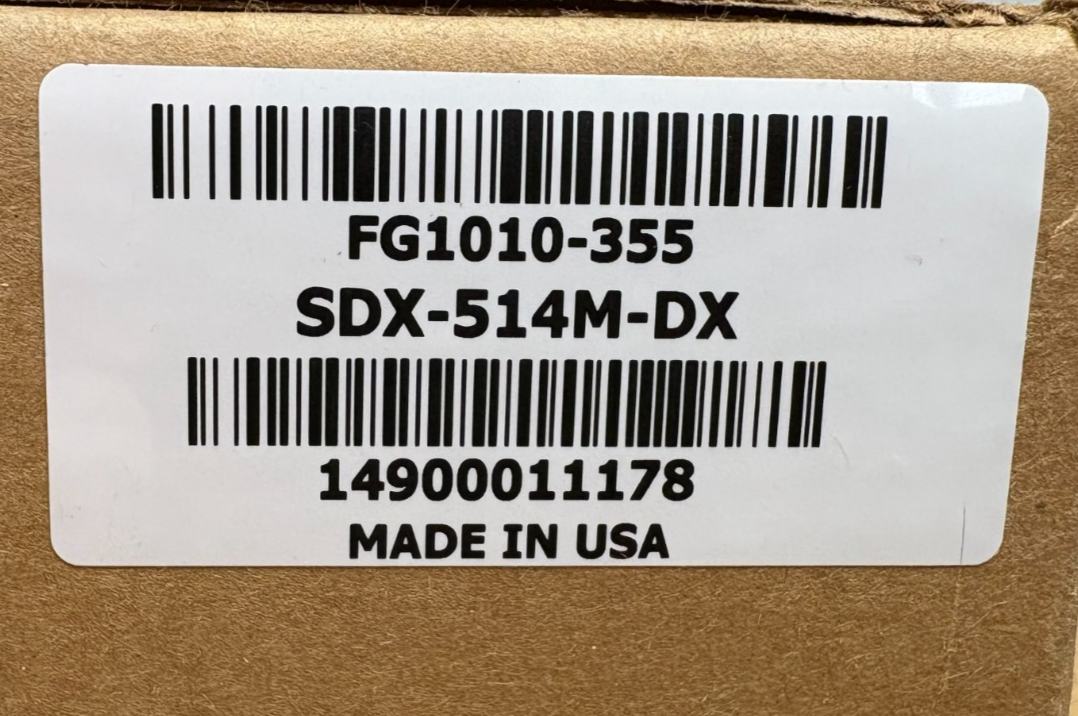 FG1010-355
SDX-514M-DX
14900011178
MADE IN USA